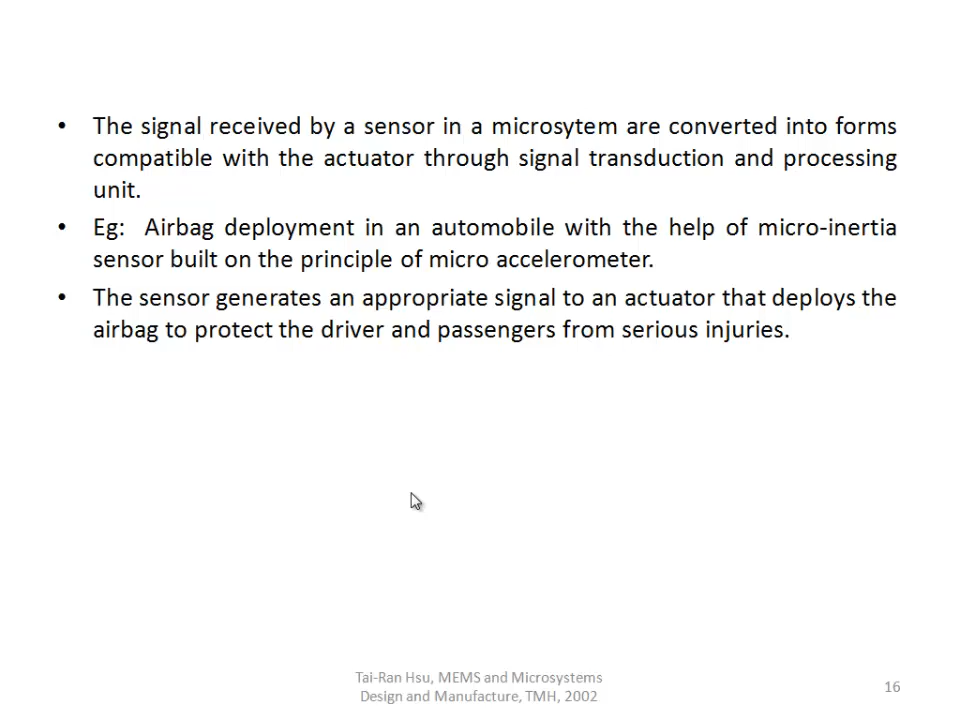 • The signal received by a sensor in a microsytem are converted into forms
compatible with the actuator through signal transduction and processing
unit.
• Eg: Airbag deployment in an automobile with the help of micro-inertia
sensor built on the principle of micro accelerometer.
• The sensor generates an appropriate signal to an actuator that deploys the
airbag to protect the driver and passengers from serious injuries.
Tai-Ran Hsu, MEMS and Microsystems
Design and Manufacture, TMH, 2002
16